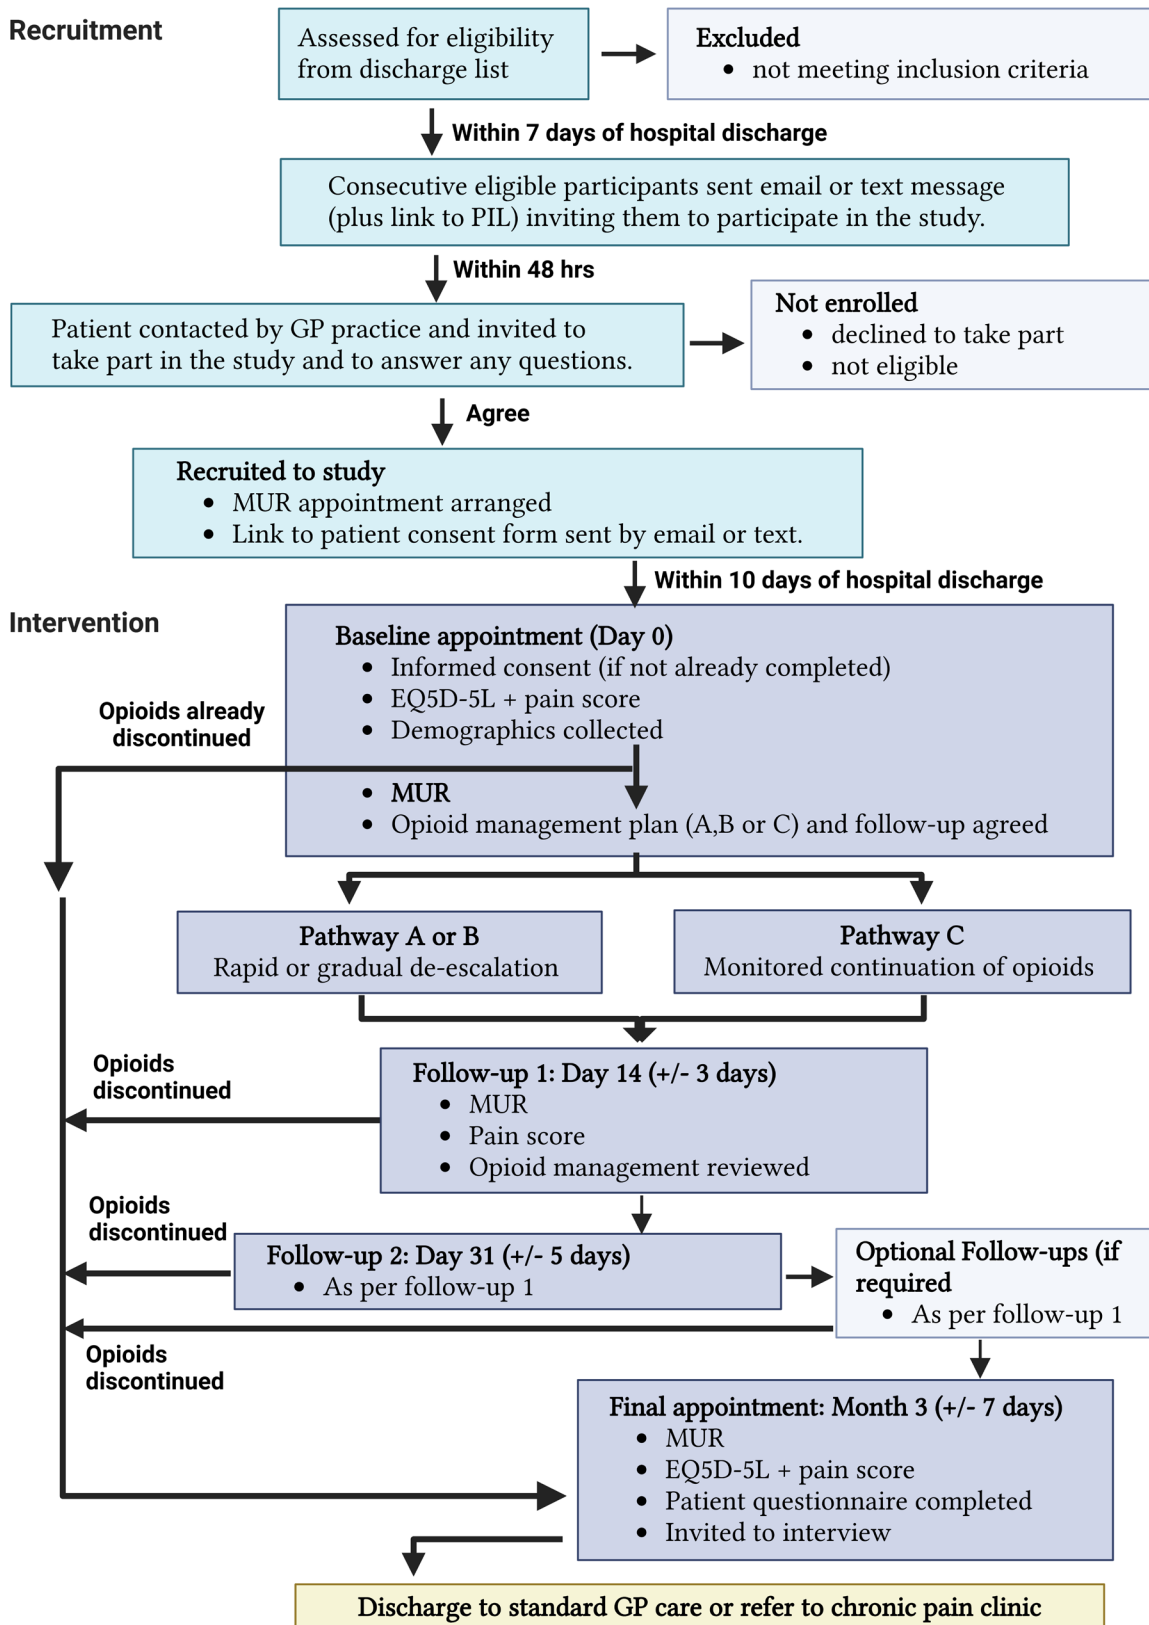 Recruitment
Assessed for eligibility
from discharge list
Excluded
• not meeting inclusion criteria
Within 7 days of hospital discharge
Consecutive eligible participants sent email or text message
(plus link to PIL) inviting them to participate in the study.
Within 48 hrs
Patient contacted by GP practice and invited to
take part in the study and to answer any questions.
Not enrolled
• declined to take part
• not eligible
Agree
Recruited to study
• MUR appointment arranged
• Link to patient consent form sent by email or text.
Within 10 days of hospital discharge
Intervention
Baseline appointment (Day 0)
• Informed consent (if not already completed)
• EQ5D-5L + pain score
• Demographics collected
Opioids already
discontinued
• MUR
• Opioid management plan (A,B or C) and follow-up agreed
Pathway A or B
Rapid or gradual de-escalation
Pathway C
Monitored continuation of opioids
Opioids
discontinued
Follow-up 1: Day 14 (+/- 3 days)
• MUR
• Pain score
• Opioid management reviewed
Opioids
discontinued
Follow-up 2: Day 31 (+/- 5 days)
• As per follow-up 1
Optional Follow-ups (if
required
• As per follow-up 1
Opioids
discontinued
Final appointment: Month 3 (+/- 7 days)
• MUR
• EQ5D-5L + pain score
• Patient questionnaire completed
• Invited to interview
Discharge to standard GP care or refer to chronic pain clinic